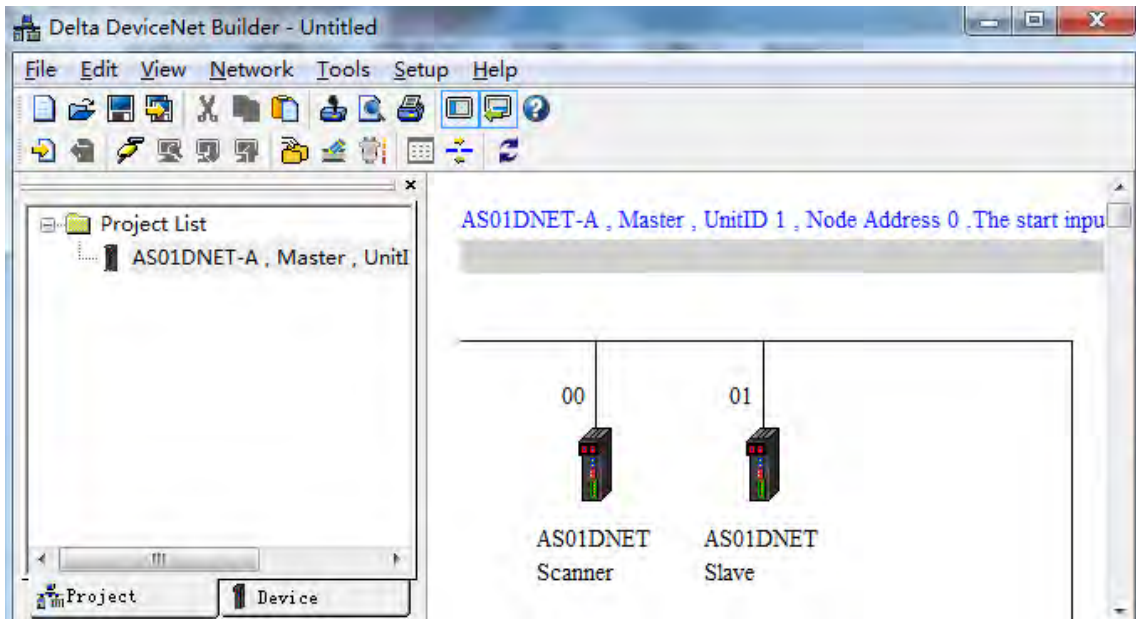 Delta DeviceNet Builder - Untitled
File Edit View Network Tools Setup Help
Project List
AS01DNET-A , Master , UnitI
Project Device
AS01DNET-A , Master , UnitID 1 , Node Address 0 .The start inpu
00 01
AS01DNET AS01DNET
Scanner Slave